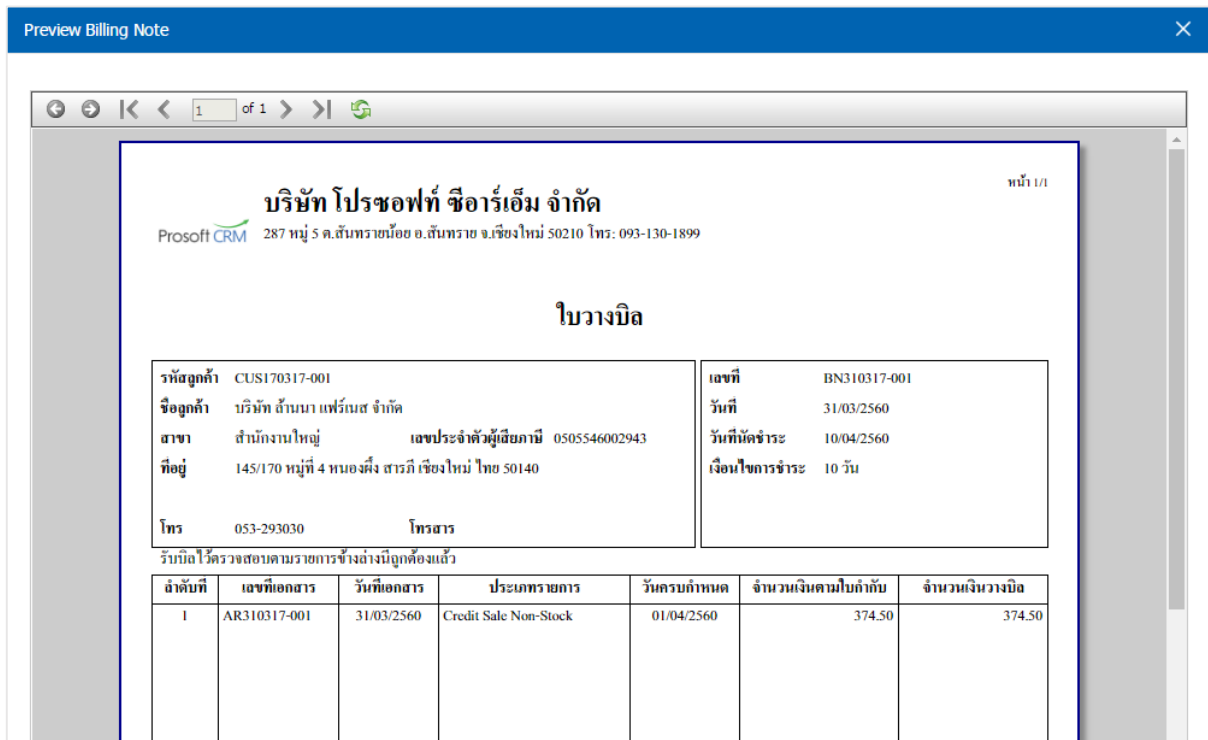 Preview Billing Note
1 of 1
หน้า 1/1
บริษัท โปรซอฟท์ ซีอาร์เอ็ม จำกัด
Prosoft CRM 287 หมู่ 5 ต.สันทรายน้อย อ.สันทราย จ.เชียงใหม่ 50210 โทร: 093-130-1899
ใบวางบิล
รหัสลูกค้า CUS170317-001 เลขที่ BN310317-001
ชื่อลูกค้า บริษัท ล้านนา แฟร์เนส จำกัด วันที่ 31/03/2560
สาขา สำนักงานใหญ่ เลขประจำตัวผู้เสียภาษี 0505546002943 วันที่นัดชำระ 10/04/2560
ที่อยู่ 145/170 หมู่ที่ 4 หนองผึ้ง สารภี เชียงใหม่ ไทย 50140 เงื่อนไขการชำระ 10 วัน
โทร 053-293030 โทรสาร
รับบิลไว้ตรวจสอบตามรายการข้างล่างนี้ถูกต้องแล้ว
ลำดับที่ เลขที่เอกสาร วันที่เอกสาร ประเภทรายการ วันครบกำหนด จำนวนเงินตามใบกำกับ จำนวนเงินวางบิล
1 AR310317-001 31/03/2560 Credit Sale Non-Stock 01/04/2560 374.50 374.50